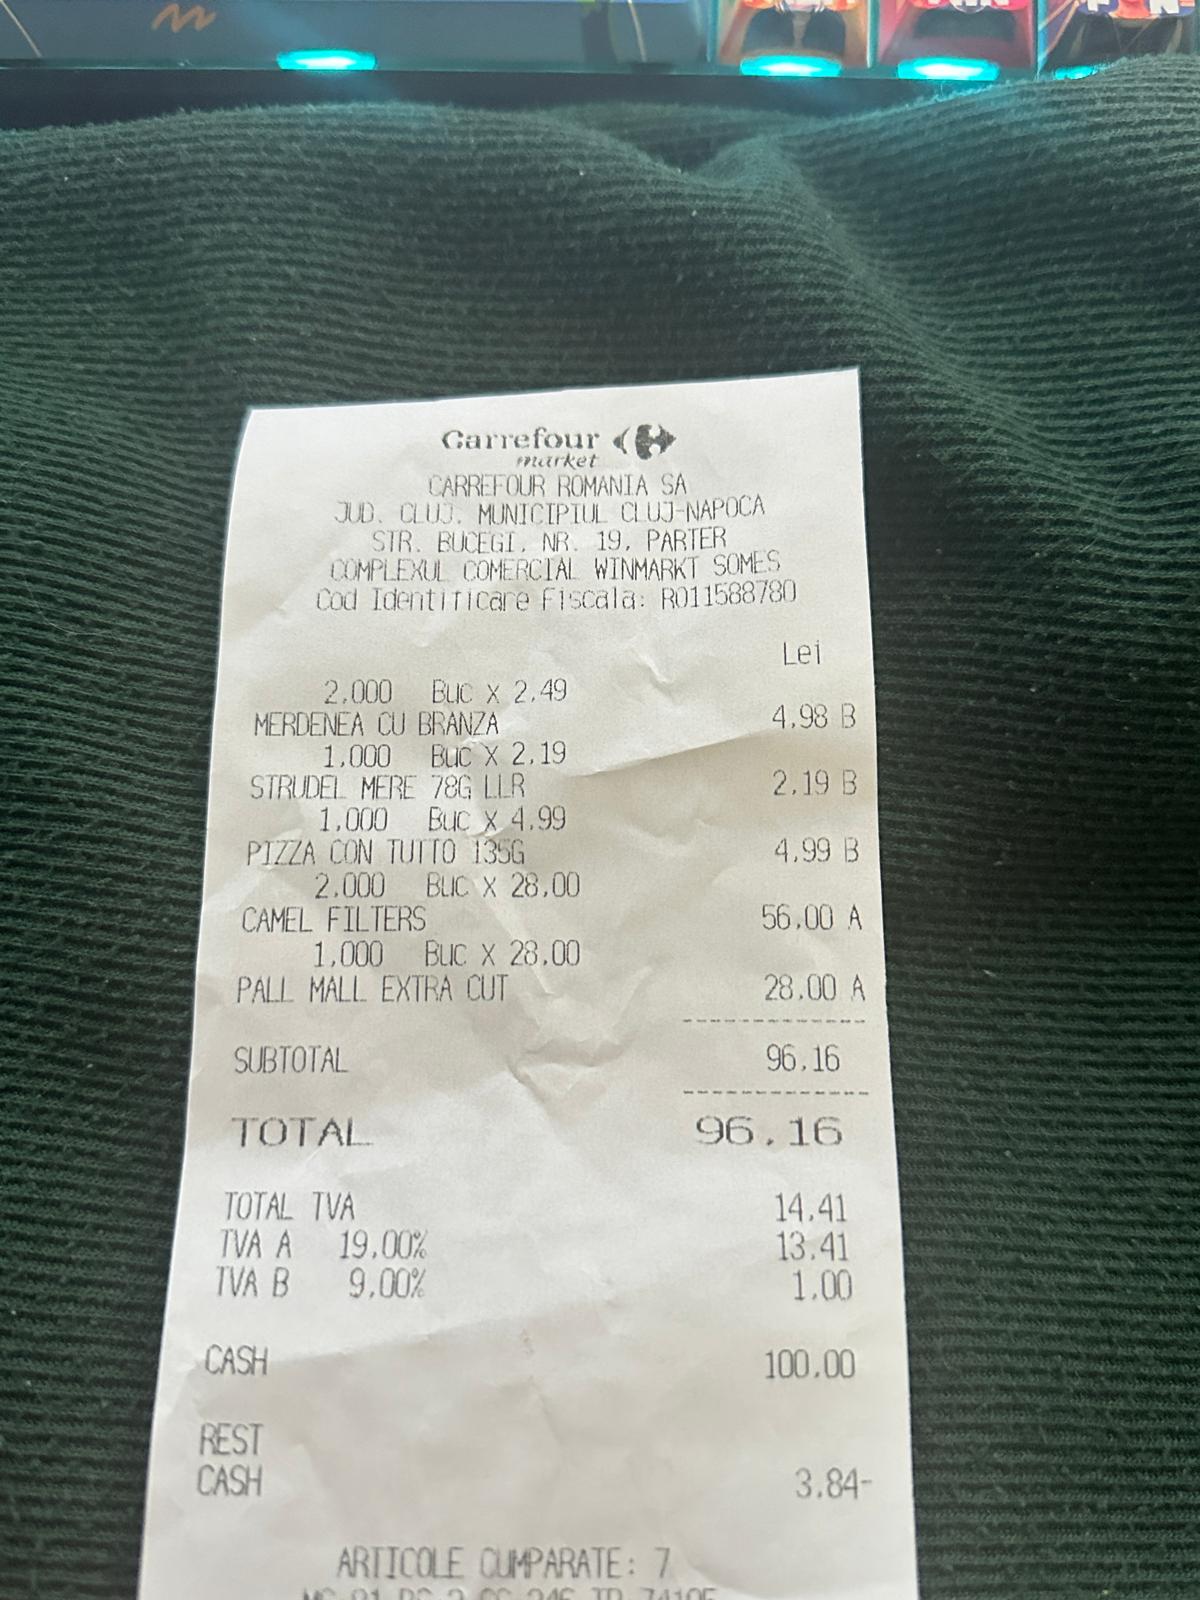 Carrefour
market
CARREFOUR ROMANIA SA
JUD. CLUJ. MUNICIPIUL CLUJ-NAPOCA
STR. BUCEGI, NR. 19, PARTER
COMPLEXUL COMERCIAL WINMARKT SOMES
Cod Identificare Fiscala: RO11588780
Lei
2.000 Buc X 2.49
MERDENEA CU BRANZA 4.98 B
1.000 Buc X 2.19
STRUDEL MERE 78G LLR 2.19 B
1.000 Buc X 4.99
PIZZA CON TUTTO 135G 4.99 B
2.000 Buc X 28.00
CAMEL FILTERS 56.00 A
1.000 Buc X 28.00
PALL MALL EXTRA CUT 28.00 A
SUBTOTAL 96.16
TOTAL 96.16
TOTAL TVA 14.41
TVA A 19.00% 13.41
TVA B 9.00% 1.00
CASH 100.00
REST
CASH 3.84-
ARTICOLE CUMPARATE: 7